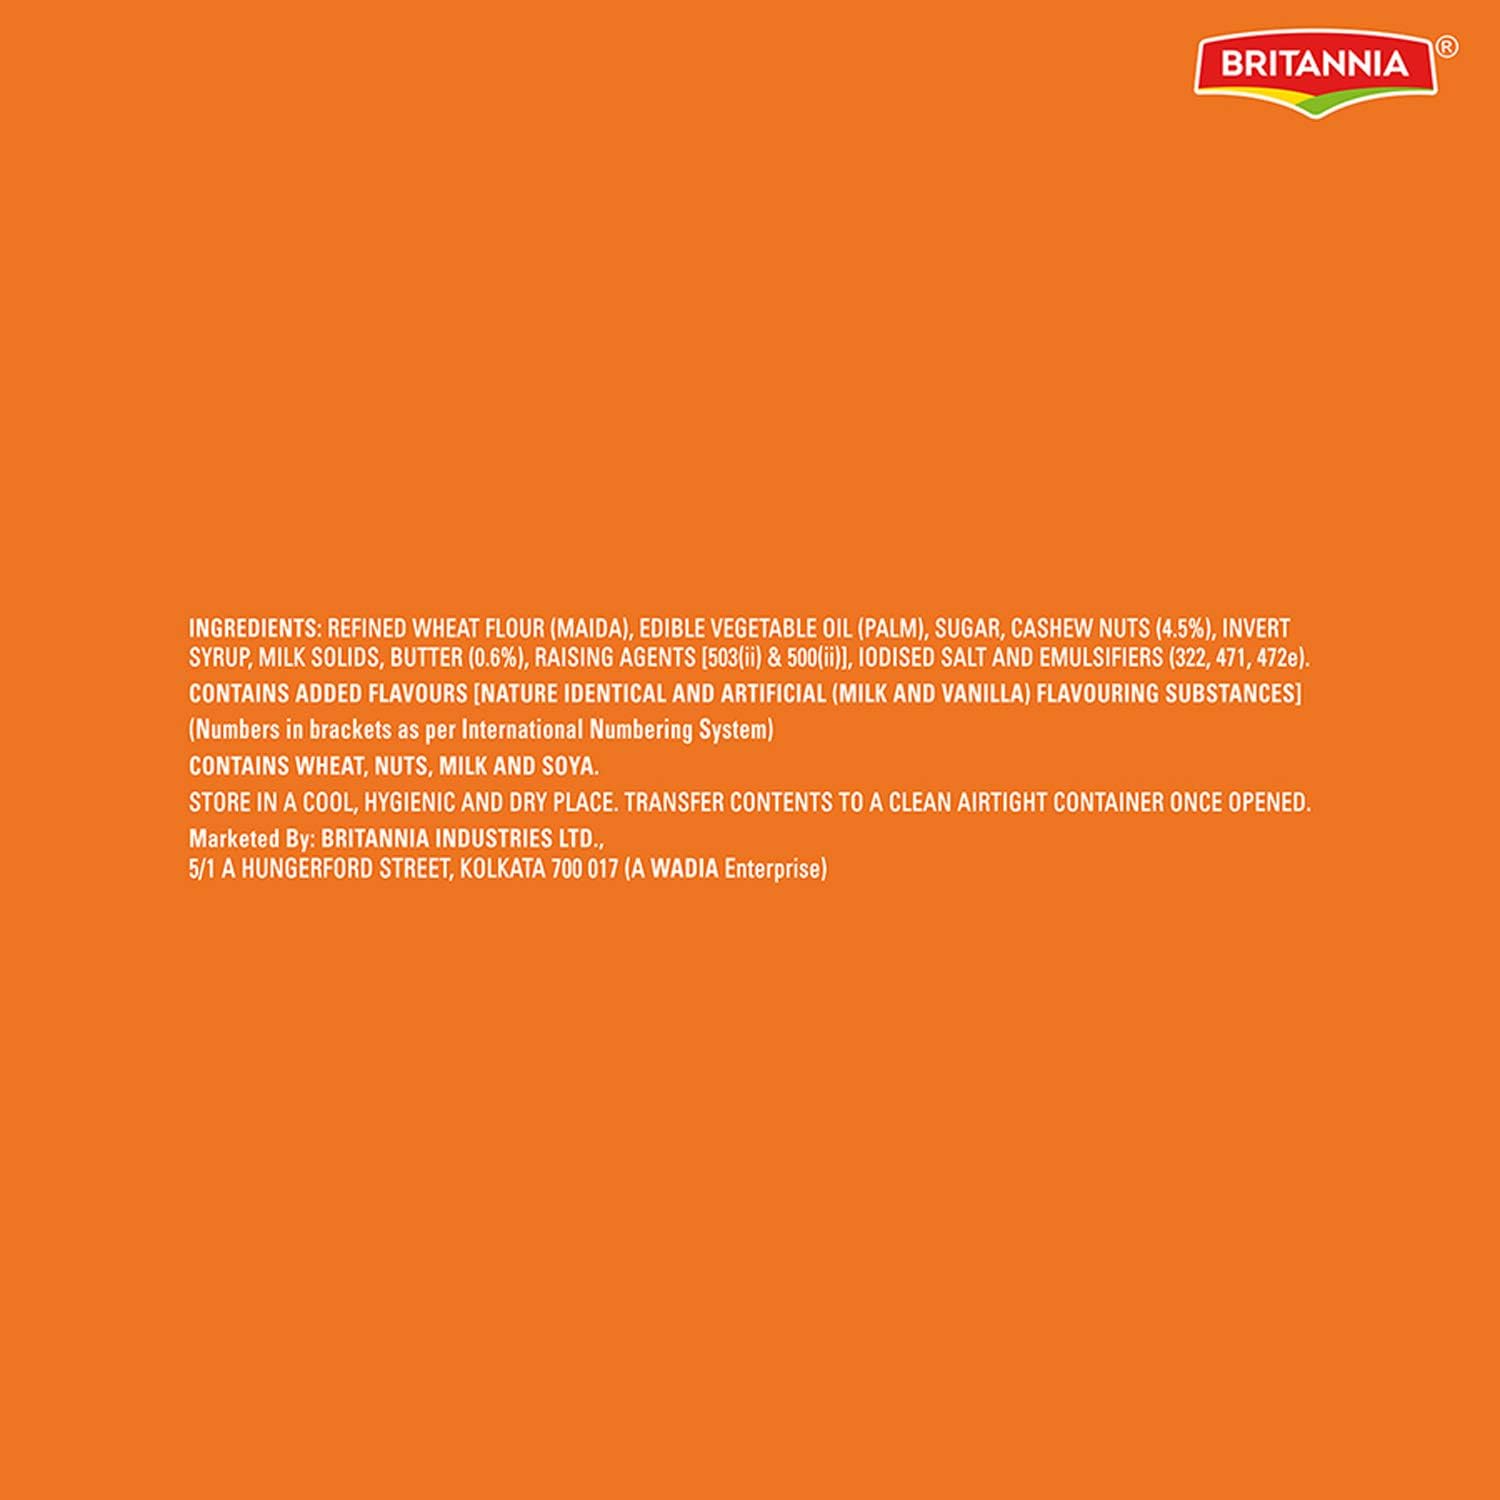 BRITANNIA®
INGREDIENTS: REFINED WHEAT FLOUR (MAIDA), EDIBLE VEGETABLE OIL (PALM), SUGAR, CASHEW NUTS (4.5%), INVERT
SYRUP, MILK SOLIDS, BUTTER (0.6%), RAISING AGENTS [503(ii) & 500(ii)], IODISED SALT AND EMULSIFIERS (322, 471, 472e).
CONTAINS ADDED FLAVOURS [NATURE IDENTICAL AND ARTIFICIAL (MILK AND VANILLA) FLAVOURING SUBSTANCES]
(Numbers in brackets as per International Numbering System)
CONTAINS WHEAT, NUTS, MILK AND SOYA.
STORE IN A COOL, HYGIENIC AND DRY PLACE. TRANSFER CONTENTS TO A CLEAN AIRTIGHT CONTAINER ONCE OPENED.
Marketed By: BRITANNIA INDUSTRIES LTD.,
5/1 A HUNGERFORD STREET, KOLKATA 700 017 (A WADIA Enterprise)